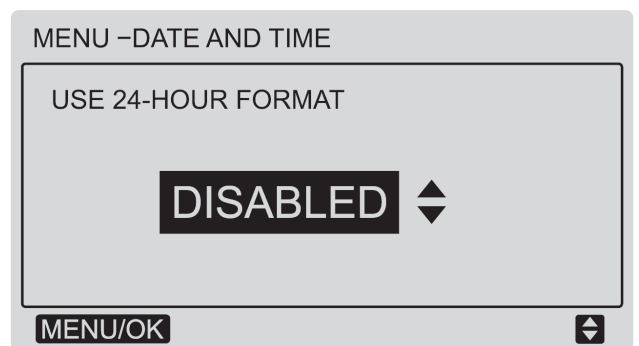 MENU –DATE AND TIME
USE 24-HOUR FORMAT
DISABLED
MENU/OK